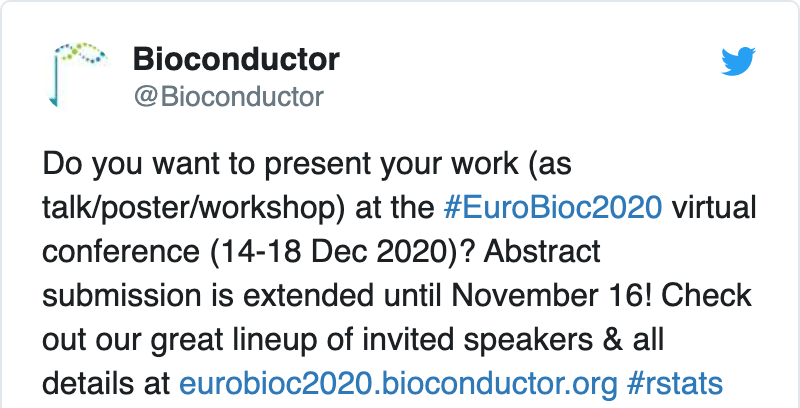 Bioconductor
@Bioconductor
Do you want to present your work (as
talk/poster/workshop) at the #EuroBioc2020 virtual
conference (14-18 Dec 2020)? Abstract
submission is extended until November 16! Check
out our great lineup of invited speakers & all
details at eurobioc2020.bioconductor.org #rstats